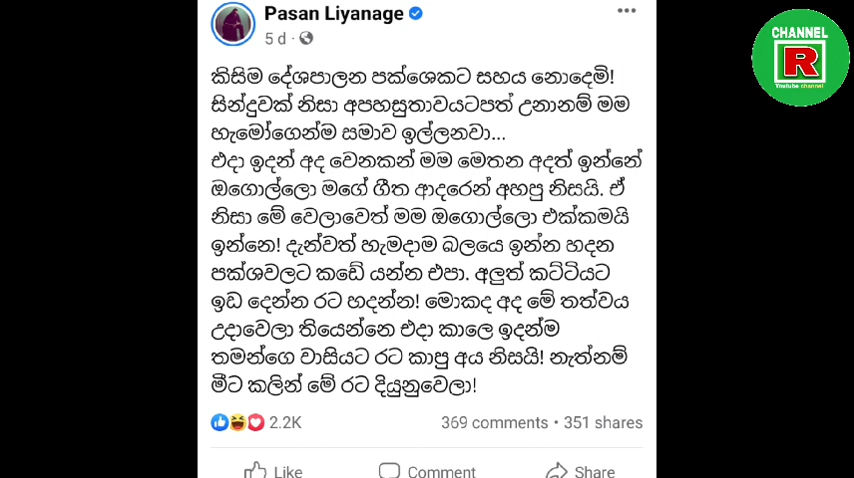 Pasan Liyanage
5 d ·
CHANNEL
R
Youtube channel
කිසිම දේශපාලන පක්ශෙකට සහය නොදෙමි!
සින්දුවක් නිසා අපහසුතාවයටපත් උනානම් මම
හැමෝගෙන්ම සමාව ඉල්ලනවා...
එදා ඉදන් අද වෙනකන් මම මෙතන අදත් ඉන්නේ
ඔගොල්ලො මගේ ගීත ආදරෙන් අහපු නිසයි. ඒ
නිසා මේ වෙලාවෙත් මම ඔගොල්ලො එක්කමයි
ඉන්නෙ! දැන්වත් හැමදාම බලයෙ ඉන්න හදන
පක්ශවලට කඩේ යන්න එපා. අලුත් කට්ටියට
ඉඩ දෙන්න රට හදන්න! මොකද අද මේ තත්වය
උදාවෙලා තියෙන්නෙ එදා කාලෙ ඉදන්ම
තමන්ගෙ වාසියට රට කාපු අය නිසයි! නැත්නම්
මීට කලින් මේ රට දියුනුවෙලා!
2.2K 369 comments • 351 shares
Like Comment Share